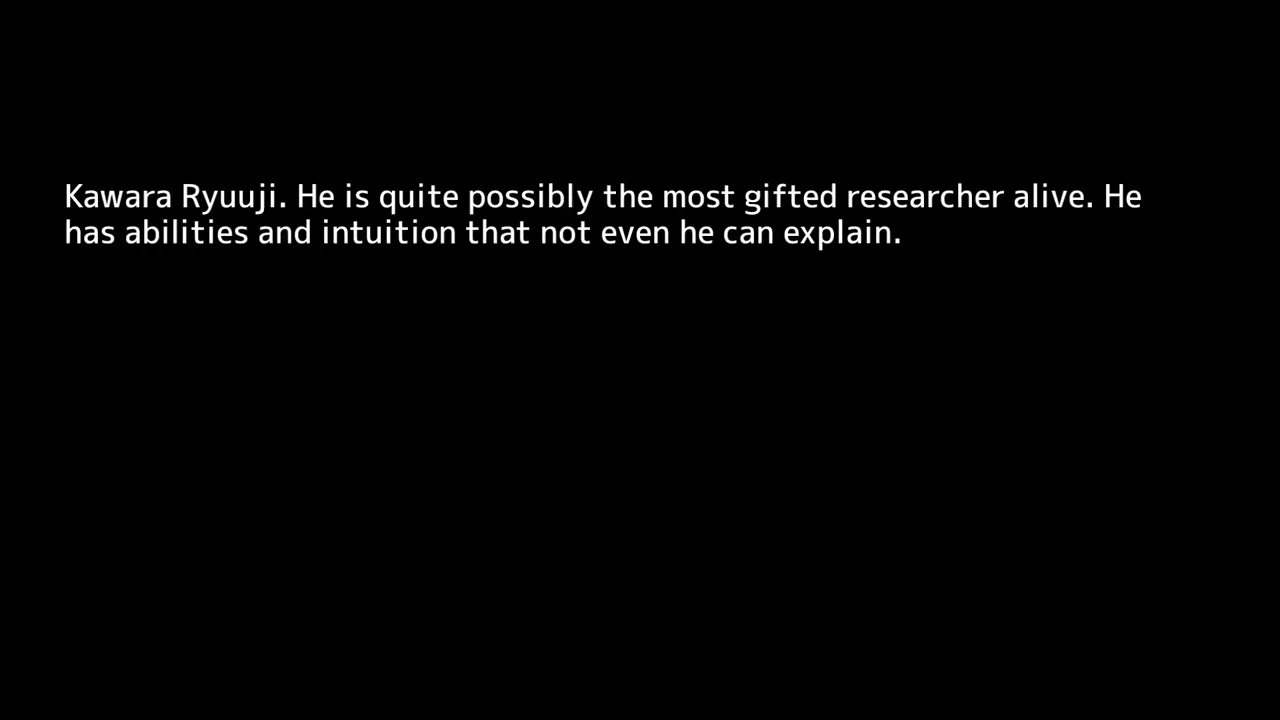 Kawara Ryuuji. He is quite possibly the most gifted researcher alive. He
has abilities and intuition that not even he can explain.